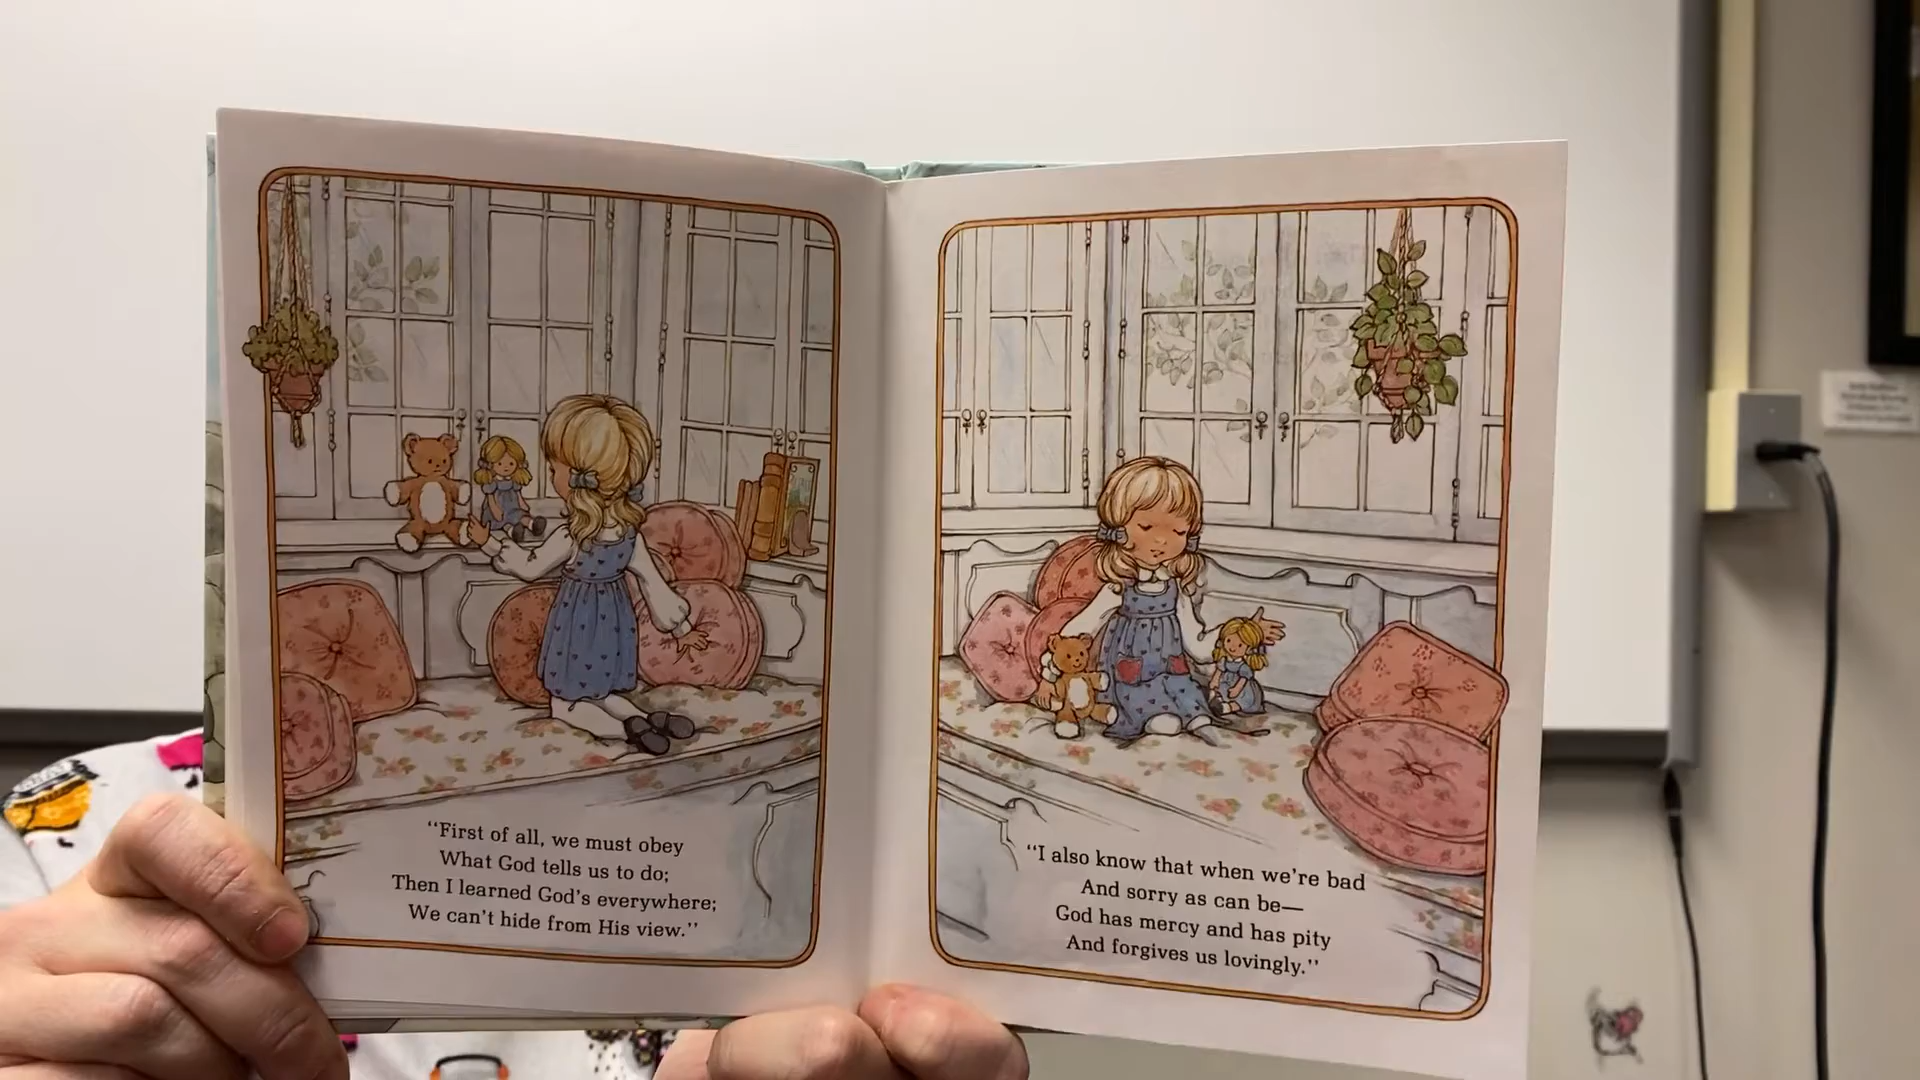 “First of all, we must obey
What God tells us to do;
Then I learned God's everywhere;
We can't hide from His view.”
“I also know that when we're bad
And sorry as can be—
God has mercy and has pity
And forgives us lovingly.”